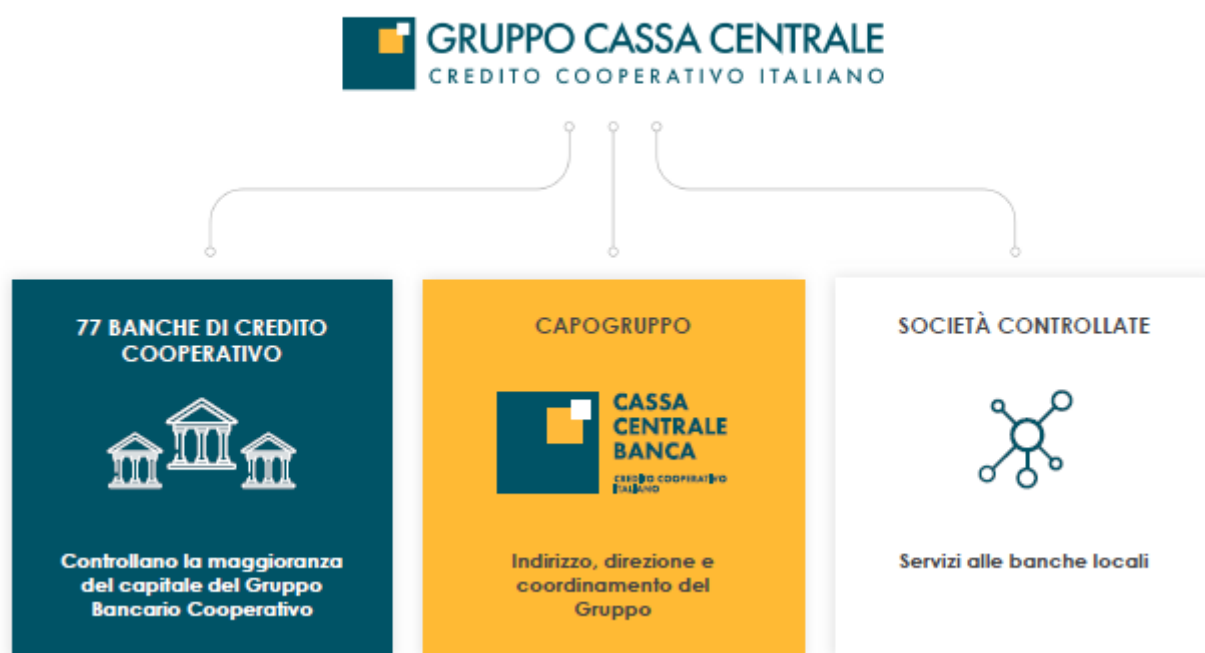 GRUPPO CASSA CENTRALE
CREDITO COOPERATIVO ITALIANO
77 BANCHE DI CREDITO
COOPERATIVO
Controllano la maggioranza
del capitale del Gruppo
Bancario Cooperativo
CAPOGRUPPO
CASSA
CENTRALE
BANCA
CREDITO COOPERATIVO
ITALIANO
Indirizzo, direzione e
coordinamento del
Gruppo
SOCIETÀ CONTROLLATE
Servizi alle banche locali